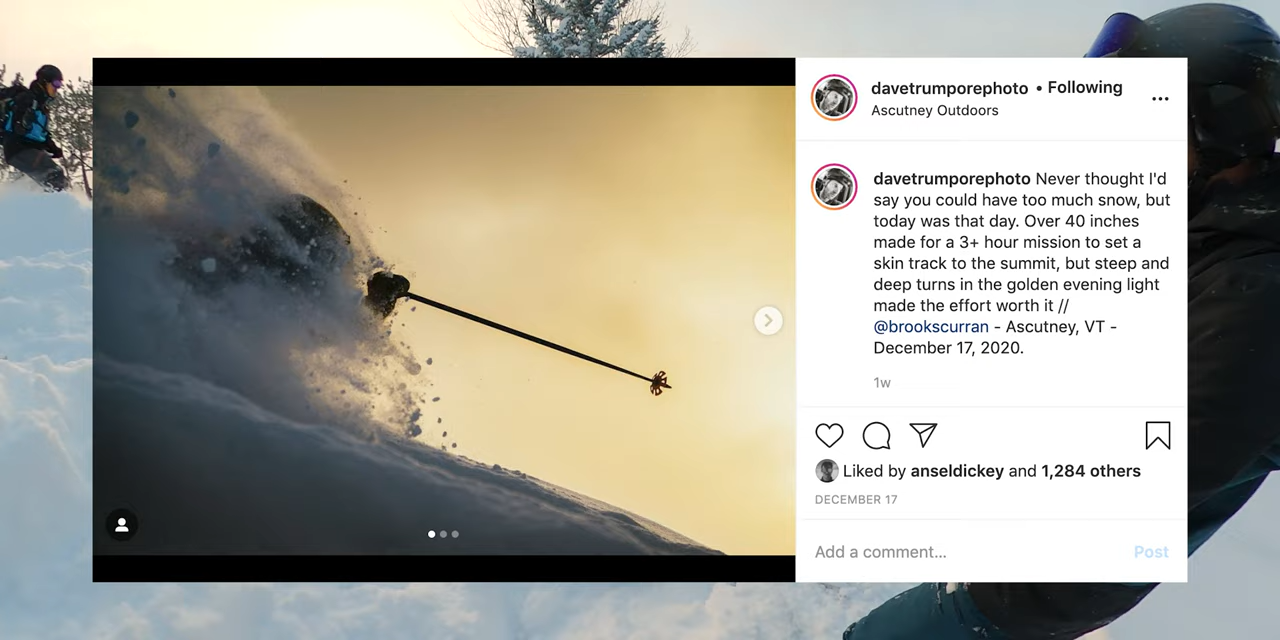 davetrumporephoto • Following
Ascutney Outdoors
davetrumporephoto Never thought I'd
say you could have too much snow, but
today was that day. Over 40 inches
made for a 3+ hour mission to set a
skin track to the summit, but steep and
deep turns in the golden evening light
made the effort worth it //
@brookscurran - Ascutney, VT -
December 17, 2020.
1w
Liked by anseldickey and 1,284 others
DECEMBER 17
Add a comment...
Post